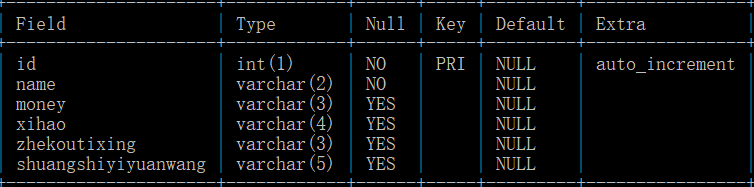 Field Type Null Key Default Extra
id int(1) NO PRI NULL auto_increment
name varchar(2) NO NULL
money varchar(3) YES NULL
xihao varchar(4) YES NULL
zhekoutixing varchar(3) YES NULL
shuangshiyiyuanwang varchar(5) YES NULL